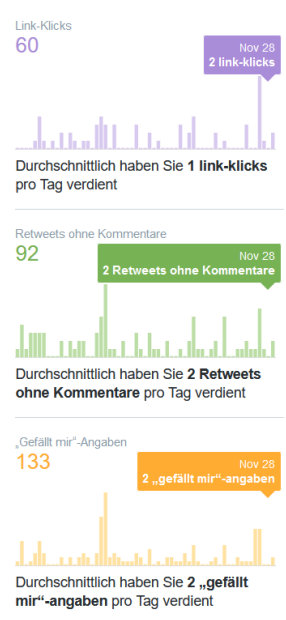 Link-Klicks
60
Nov 28
2 link-klicks
Durchschnittlich haben Sie 1 link-klicks
pro Tag verdient
Retweets ohne Kommentare
92
Nov 28
2 Retweets ohne Kommentare
Durchschnittlich haben Sie 2 Retweets
ohne Kommentare pro Tag verdient
„Gefällt mir“-Angaben
133
Nov 28
2 „gefällt mir“-angaben
Durchschnittlich haben Sie 2 „gefällt
mir“-angaben pro Tag verdient